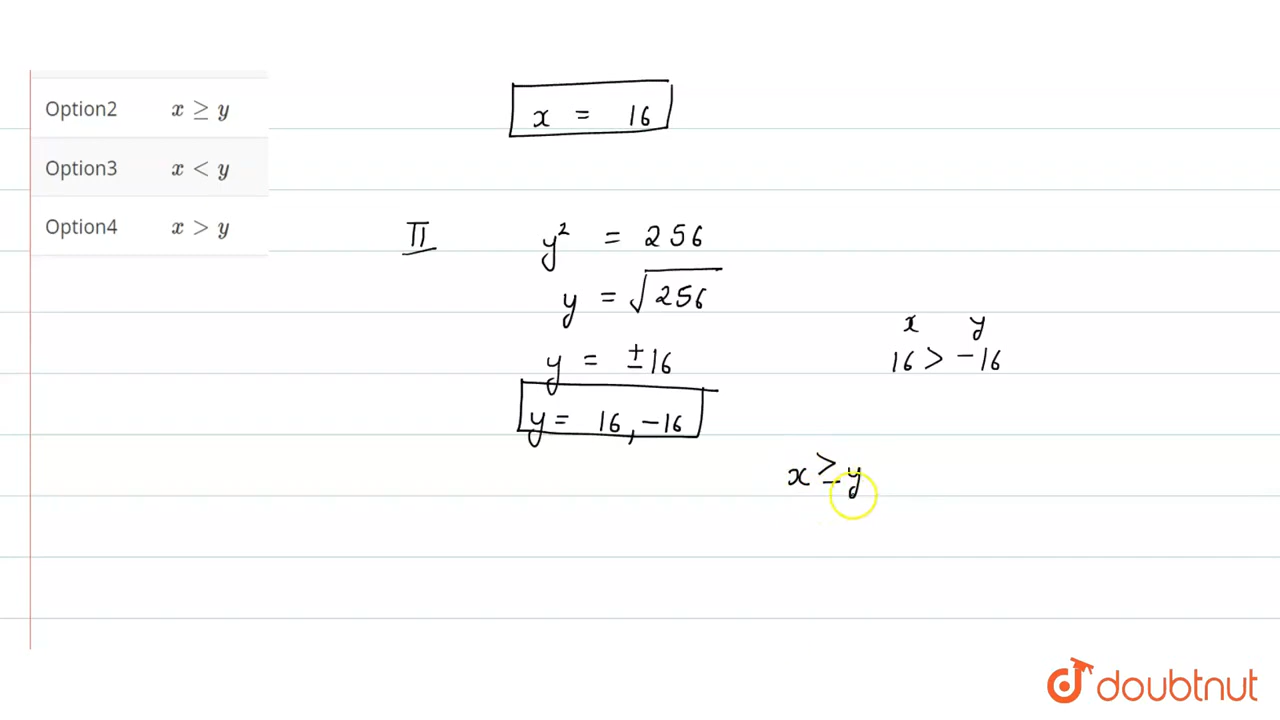 Option2 x ≥ y
Option3 x < y
Option4 x > y
x = 16
II y² = 256
y = √256
y = ±16
y = 16, -16
x y
16 > -16
x ≥ y
doubtnut